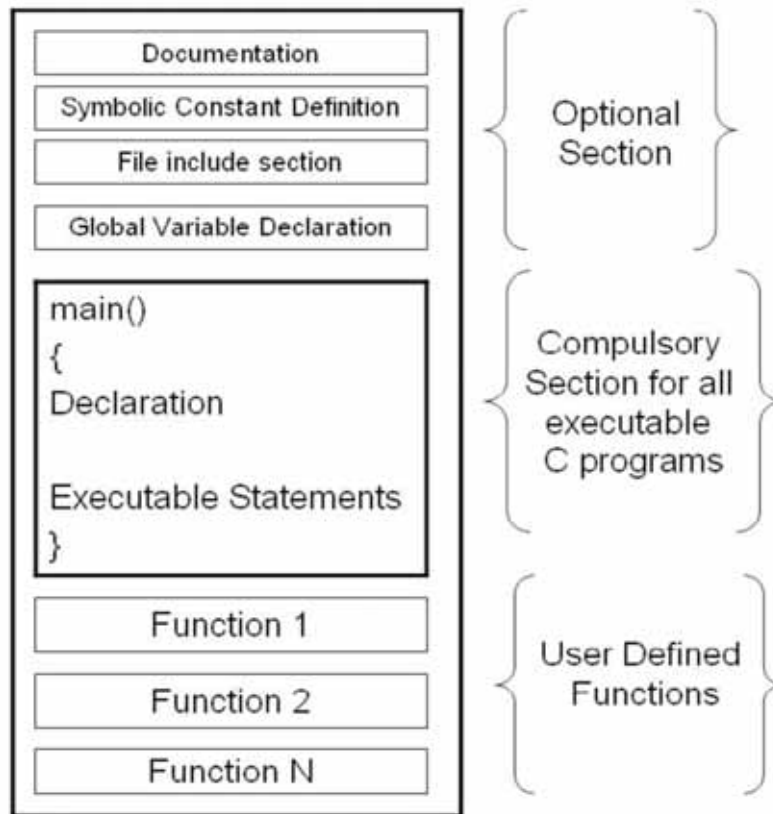 Documentation
Symbolic Constant Definition
File include section
Global Variable Declaration
Optional
Section
main()
{
Declaration
Executable Statements
}
Compulsory
Section for all
executable
C programs
Function 1
Function 2
Function N
User Defined
Functions